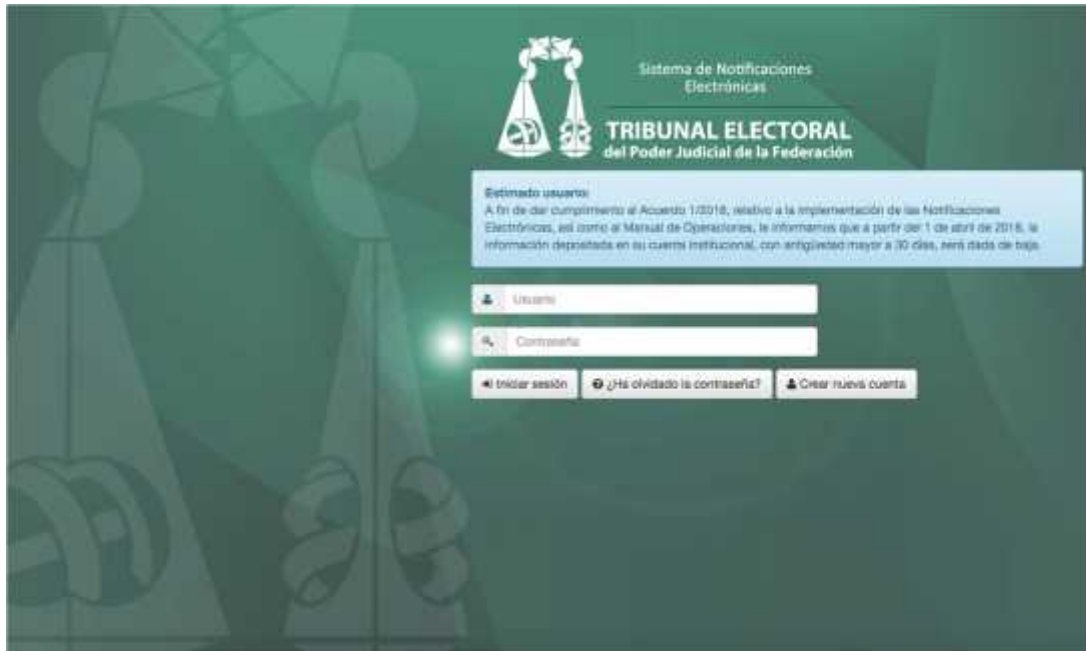 Sistema de Notificaciones
Electrónicas
TRIBUNAL ELECTORAL
del Poder Judicial de la Federación
Estimado usuario:
A fin de dar cumplimiento al Acuerdo 1/2018, relativo a la implementación de las Notificaciones
Electrónicas, así como al Manual de Operaciones, le informamos que a partir del 1 de abril de 2018, la
información depositada en su cuenta institucional, con antigüedad mayor a 30 días, será dada de baja.
Usuario
Contraseña
Iniciar sesión
¿Ha olvidado la contraseña?
Crear nueva cuenta